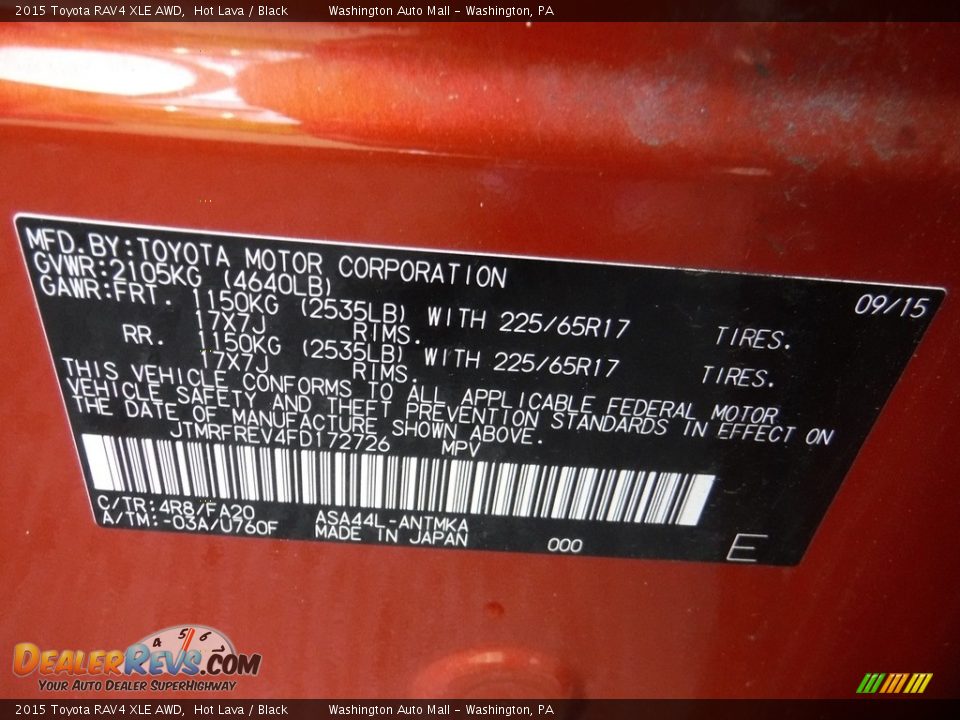 2015 Toyota RAV4 XLE AWD, Hot Lava / Black Washington Auto Mall - Washington, PA
MFD.BY:TOYOTA MOTOR CORPORATION 09/15
GVWR:2105KG (4640LB)
GAWR:FRT. 1150KG (2535LB) WITH 225/65R17 TIRES.
17X7J RIMS.
RR. 1150KG (2535LB) WITH 225/65R17 TIRES.
17X7J RIMS.
THIS VEHICLE CONFORMS TO ALL APPLICABLE FEDERAL MOTOR
VEHICLE SAFETY AND THEFT PREVENTION STANDARDS IN EFFECT ON
THE DATE OF MANUFACTURE SHOWN ABOVE.
JTMRFREV4FD172726 MPV
C/TR:4R8/FA20 ASA44L-ANTMKA
A/TM:-03A/U760F MADE IN JAPAN 000 E
4 5 6 7
DEALERREVS.COM
YOUR AUTO DEALER SUPERHIGHWAY
2015 Toyota RAV4 XLE AWD, Hot Lava / Black Washington Auto Mall - Washington, PA